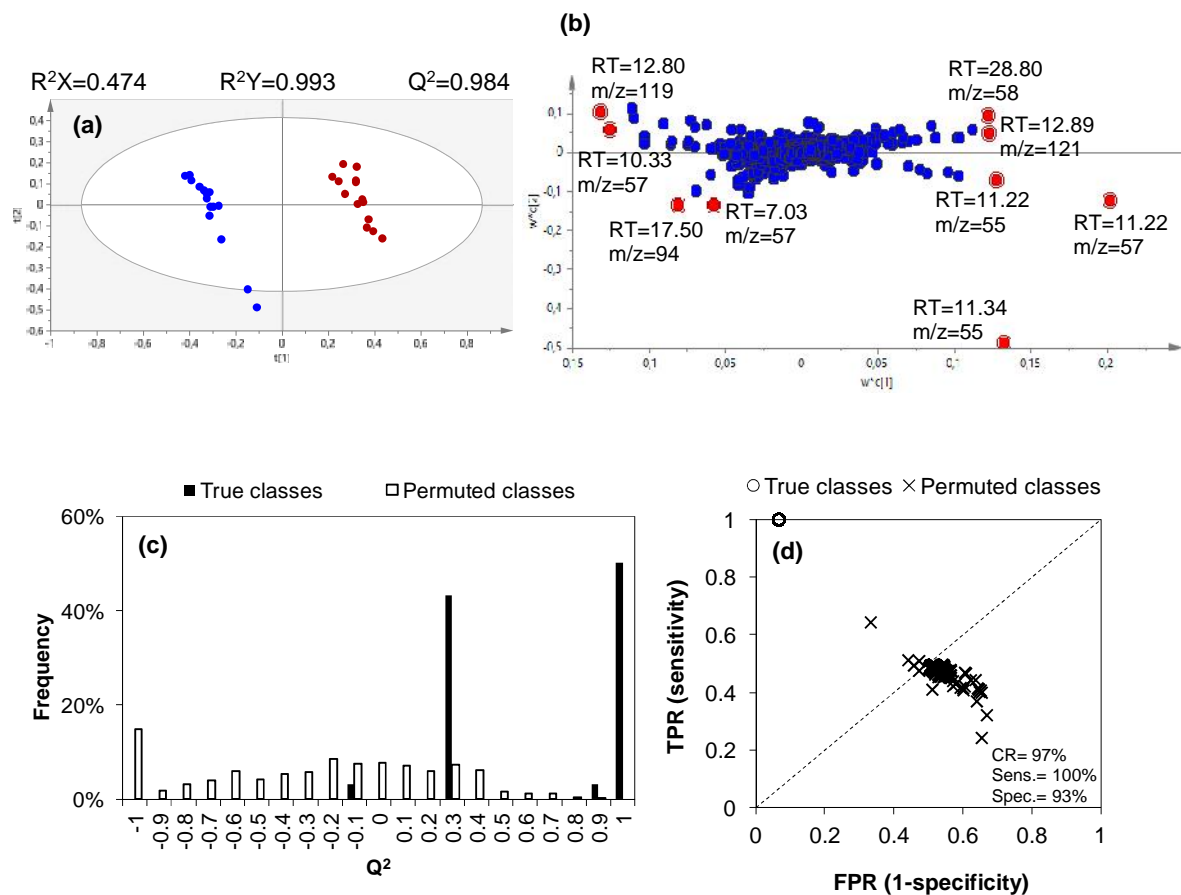 (b)
R²X=0.474 R²Y=0.993 Q²=0.984
(a)
0,4
0,3
0,2
0,1
0
-0,1
-0,2
-0,3
-0,4
-0,5
-0,6
t[2]
-1 -0,8 -0,6 -0,4 -0,2 0 0,2 0,4 0,6 0,8
t[1]
RT=12.80
m/z=119
RT=28.80
m/z=58
RT=12.89
m/z=121
RT=10.33
m/z=57
RT=17.50
m/z=94
RT=7.03
m/z=57
RT=11.22
m/z=55
RT=11.22
m/z=57
RT=11.34
m/z=55
0,1
0
-0,1
-0,2
-0,3
-0,4
-0,5
w*c[2]
0,15 0,1 0,05 0 0,05 0,1 0,15 0,2
w*c[1]
True classes Permuted classes
(c)
60%
40%
20%
0%
Frequency
-1 -0.9 -0.8 -0.7 -0.6 -0.5 -0.4 -0.3 -0.2 -0.1 0 0.1 0.2 0.3 0.4 0.5 0.6 0.7 0.8 0.9 1
Q²
True classes Permuted classes
(d)
1
0.8
0.6
0.4
0.2
0
TPR (sensitivity)
CR= 97%
Sens.= 100%
Spec.= 93%
0 0.2 0.4 0.6 0.8 1
FPR (1-specificity)